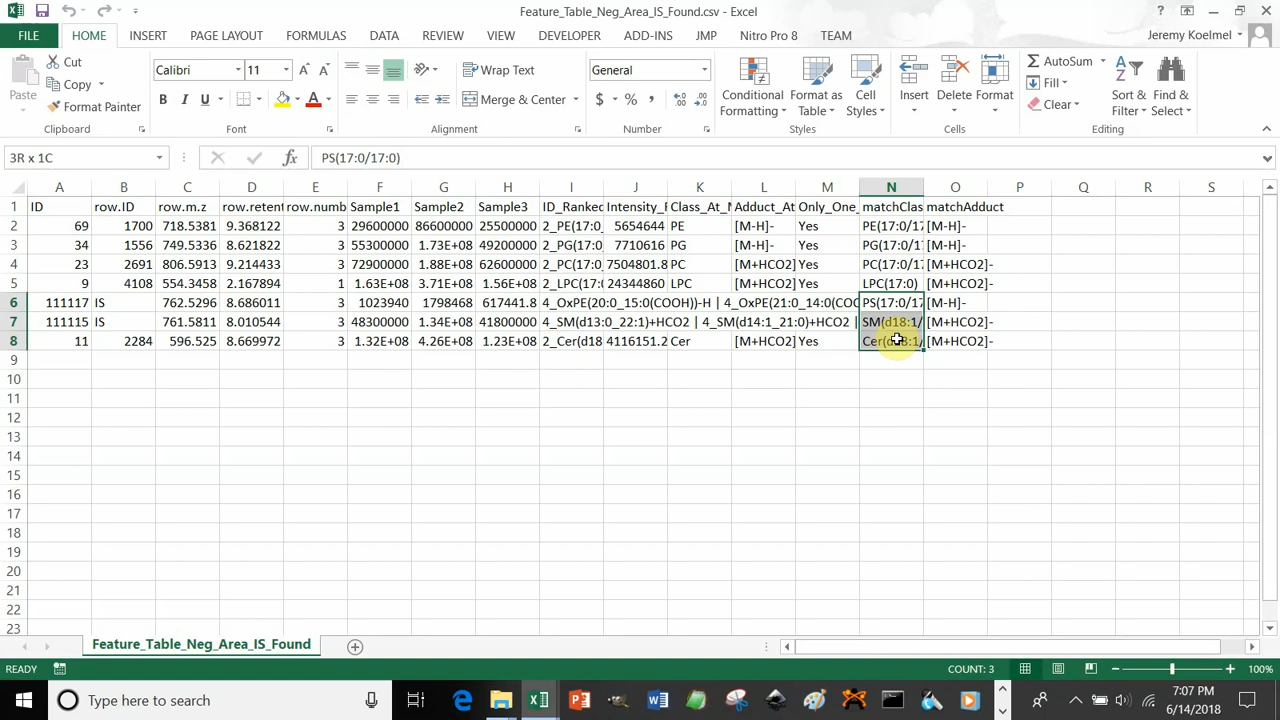 Feature_Table_Neg_Area_IS_Found.csv - Excel
FILE HOME INSERT PAGE LAYOUT FORMULAS DATA REVIEW VIEW DEVELOPER ADD-INS JMP Nitro Pro 8 TEAM Jeremy Koelmel
Paste
Cut
Copy
Format Painter
Clipboard
Calibri 11
B I U
Font
Wrap Text
Merge & Center
Alignment
General
$ % ,
Number
Conditional Formatting
Format as Table
Cell Styles
Styles
Insert Delete Format
Cells
AutoSum
Fill
Clear
Sort & Filter
Find & Select
Editing
3R x 1C fx PS(17:0/17:0)
A B C D E F G H I J K L M N O P Q R S
1 ID row.ID row.m.z row.retent row.numb Sample1 Sample2 Sample3 ID_Ranked Intensity_ Class_At_ Adduct_At Only_One_ matchClas matchAdduct
2 69 1700 718.5381 9.368122 3 29600000 86600000 25500000 2_PE(17:0_ 5654644 PE [M-H]- Yes PE(17:0/17 [M-H]-
3 34 1556 749.5336 8.621822 3 55300000 1.73E+08 49200000 2_PG(17:0 7710616 PG [M-H]- Yes PG(17:0/1 [M-H]-
4 23 2691 806.5913 9.214433 3 72900000 1.88E+08 62600000 2_PC(17:0_ 7504801.8 PC [M+HCO2] Yes PC(17:0/17 [M+HCO2]-
5 9 4108 554.3458 2.167894 1 1.63E+08 3.71E+08 1.56E+08 2_LPC(17:0 24344860 LPC [M+HCO2] Yes LPC(17:0) [M+HCO2]-
6 111117 IS 762.5296 8.686011 3 1023940 1798468 617441.8 4_OxPE(20:0_15:0(COOH))-H | 4_OxPE(21:0_14:0(COO PS(17:0/17 [M-H]-
7 111115 IS 761.5811 8.010544 3 48300000 1.34E+08 41800000 4_SM(d13:0_22:1)+HCO2 | 4_SM(d14:1_21:0)+HCO2 | SM(d18:1/ [M+HCO2]-
8 11 2284 596.525 8.669972 3 1.32E+08 4.26E+08 1.23E+08 2_Cer(d18 4116151.2 Cer [M+HCO2] Yes Cer(d18:1/ [M+HCO2]-
9
10
11
12
13
14
15
16
17
18
19
20
21
22
23
Feature_Table_Neg_Area_IS_Found
READY COUNT: 3 100%
Type here to search
7:07 PM
6/14/2018